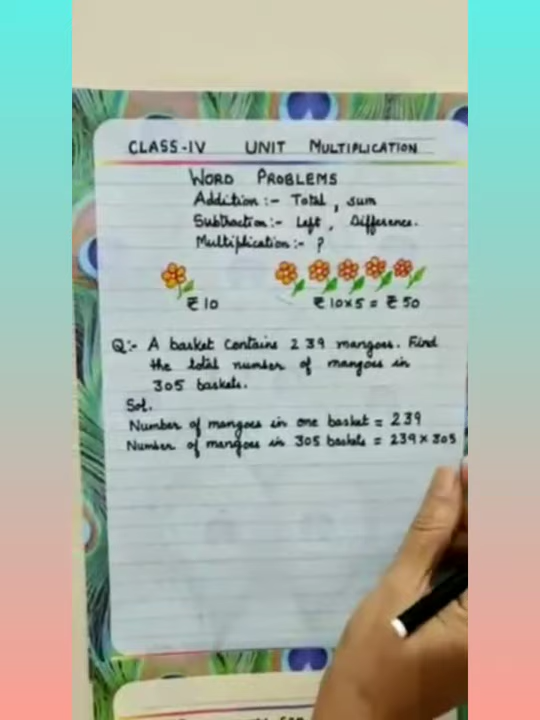 CLASS-IV UNIT MULTIPLICATION
WORD PROBLEMS
Addition :- Total , sum
Subtraction :- Left , Difference.
Multiplication :- ?
₹ 10
₹ 10x5 = ₹ 50
Q:- A basket contains 239 mangoes. Find
the total number of mangoes in
305 baskets.
Sol.
Number of mangoes in one basket = 239
Number of mangoes in 305 baskets = 239 x 305